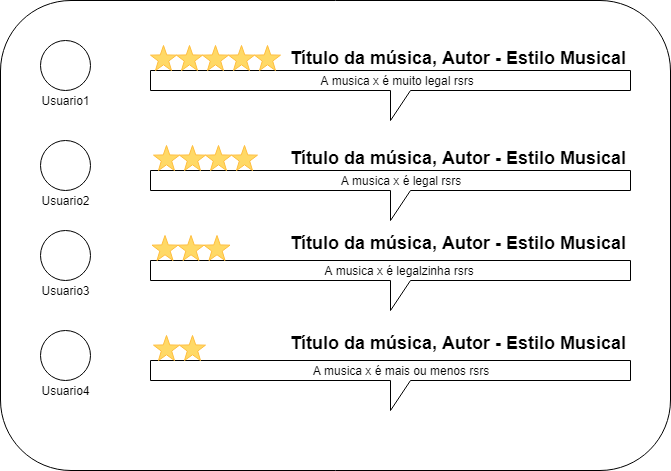 Título da música, Autor - Estilo Musical
A musica x é muito legal rsrs
Usuario1
Título da música, Autor - Estilo Musical
A musica x é legal rsrs
Usuario2
Título da música, Autor - Estilo Musical
A musica x é legalzinha rsrs
Usuario3
Título da música, Autor - Estilo Musical
A musica x é mais ou menos rsrs
Usuario4